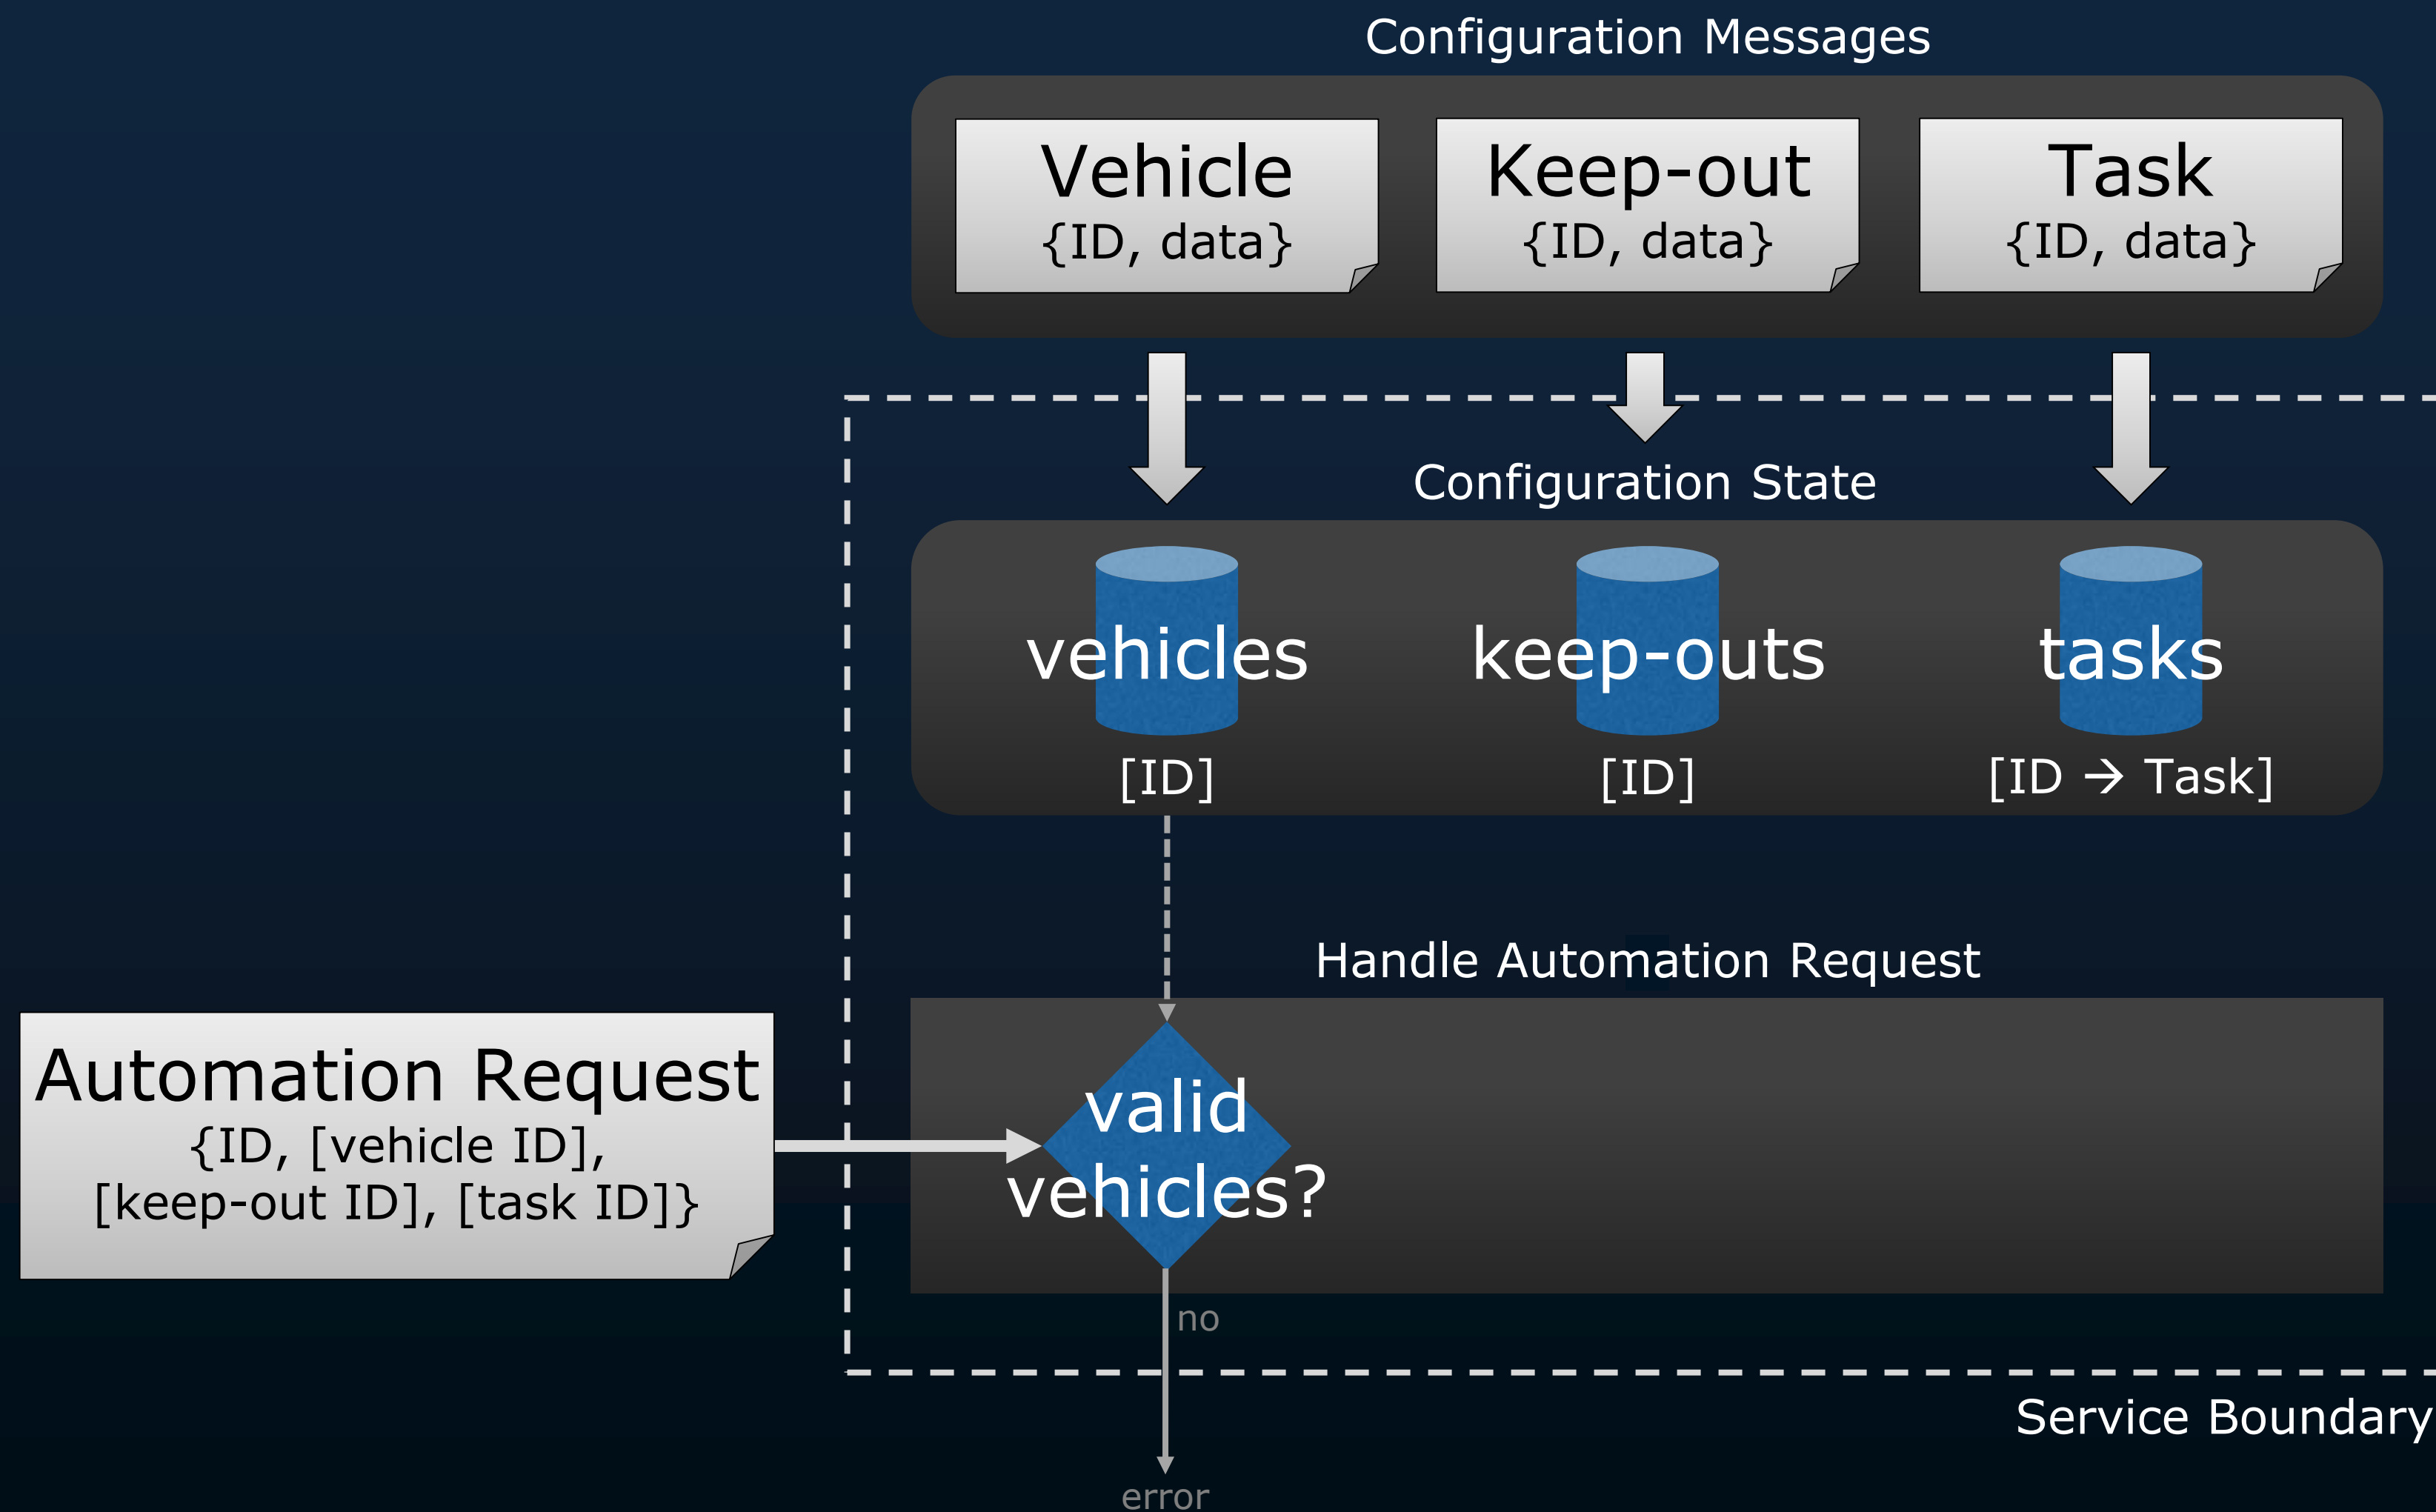 Configuration Messages
Vehicle
{ID, data}
Keep-out
{ID, data}
Task
{ID, data}
Configuration State
vehicles
[ID]
keep-outs
[ID]
tasks
[ID → Task]
Handle Automation Request
Automation Request
{ID, [vehicle ID],
[keep-out ID], [task ID]}
valid
vehicles?
no
Service Boundary
error